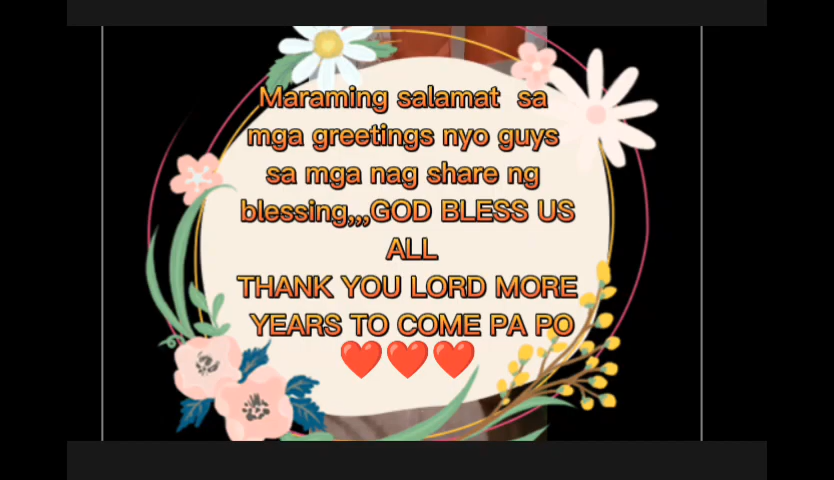 Maraming salamat sa
mga greetings nyo guys
sa mga nag share ng
blessing,,,GOD BLESS US
ALL
THANK YOU LORD MORE
YEARS TO COME PA PO
❤️❤️❤️